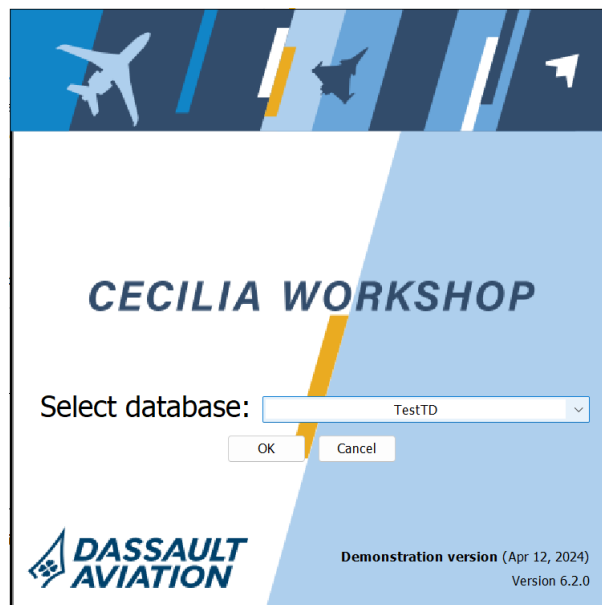 CECILIA WORKSHOP
Select database: TestTD
OK Cancel
DASSAULT
AVIATION
Demonstration version (Apr 12, 2024)
Version 6.2.0